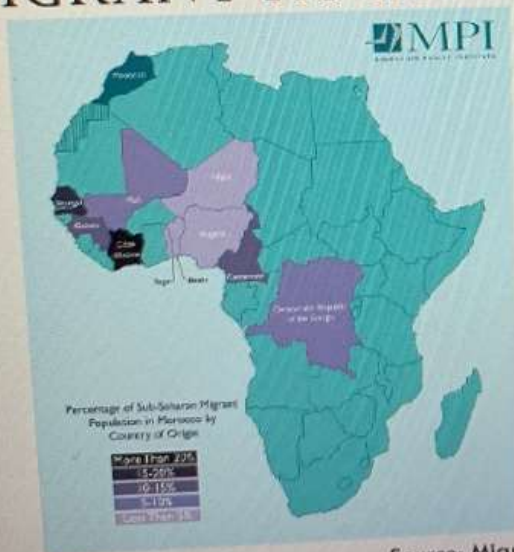 MPI
Morocco
Niger
Mali
Senegal
Guinea
Nigeria
Côte
Cameroon
Togo
Benin
Democratic Republic
of the Congo
Percentage of Sub-Saharan Migrant
Population in Morocco by
Country of Origin
More Than 20%
15-20%
10-15%
5-10%
Less Than 5%